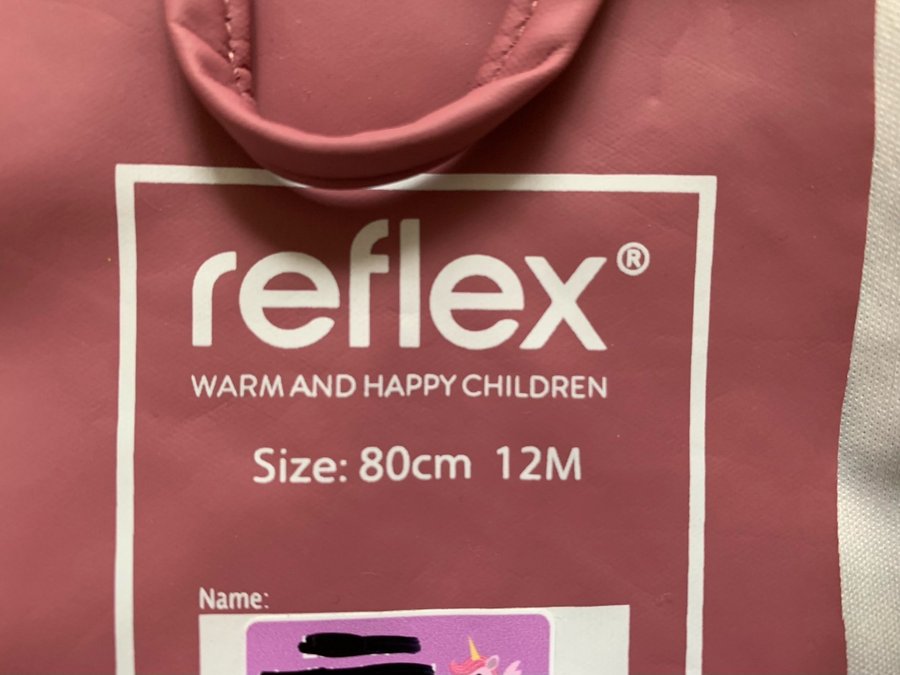 reflex®
WARM AND HAPPY CHILDREN
Size: 80cm 12M
Name: